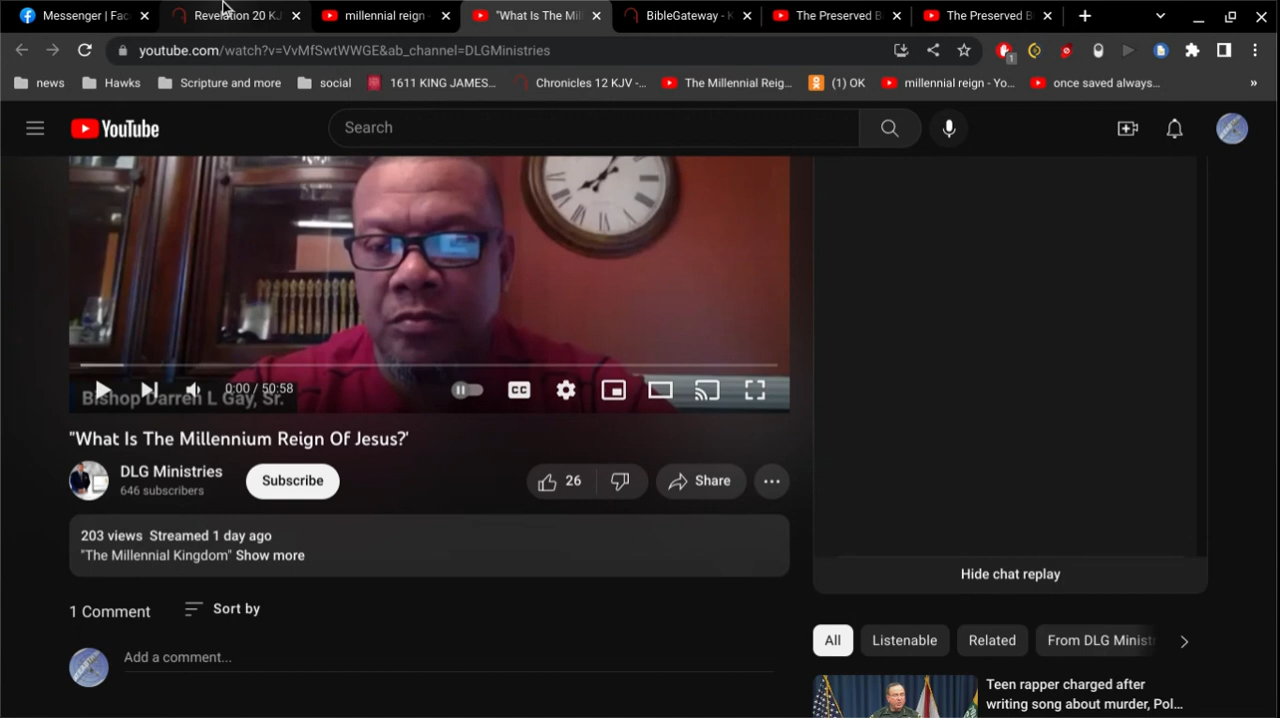 Messenger | Fac
Revelation 20 KJ
millennial reign -
"What Is The Mil
BibleGateway - K
The Preserved B
The Preserved B
youtube.com/watch?v=VvMfSwtWWGE&ab_channel=DLGMinistries
1
news
Hawks
Scripture and more
social
1611 KING JAMES...
Chronicles 12 KJV -...
The Millennial Reig...
(1) OK
millennial reign - Yo...
once saved always...
»
YouTube
Search
0:00 / 50:58
CC
Bishop Darren L Gay, Sr.
"What Is The Millennium Reign Of Jesus?'
DLG Ministries
646 subscribers
Subscribe
26
Share
203 views Streamed 1 day ago
"The Millennial Kingdom" Show more
Hide chat replay
1 Comment
Sort by
Add a comment...
All
Listenable
Related
From DLG Minist
Teen rapper charged after
writing song about murder, Pol...